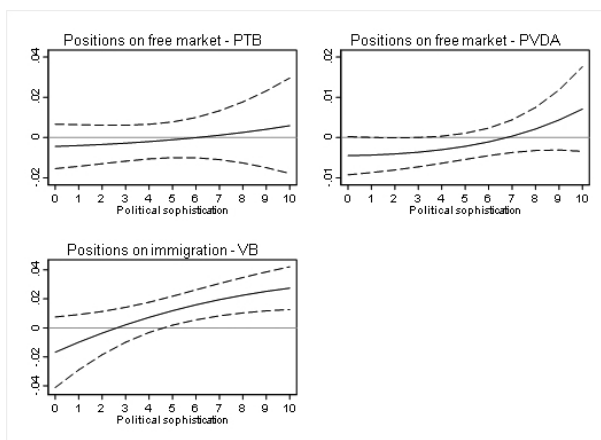 Positions on free market - PTB
.04
.02
0
-.02
0 1 2 3 4 5 6 7 8 9 10
Political sophistication
Positions on free market - PVDA
.02
.01
0
-.01
0 1 2 3 4 5 6 7 8 9 10
Political sophistication
Positions on immigration - VB
.04
.02
0
-.02
-.04
0 1 2 3 4 5 6 7 8 9 10
Political sophistication